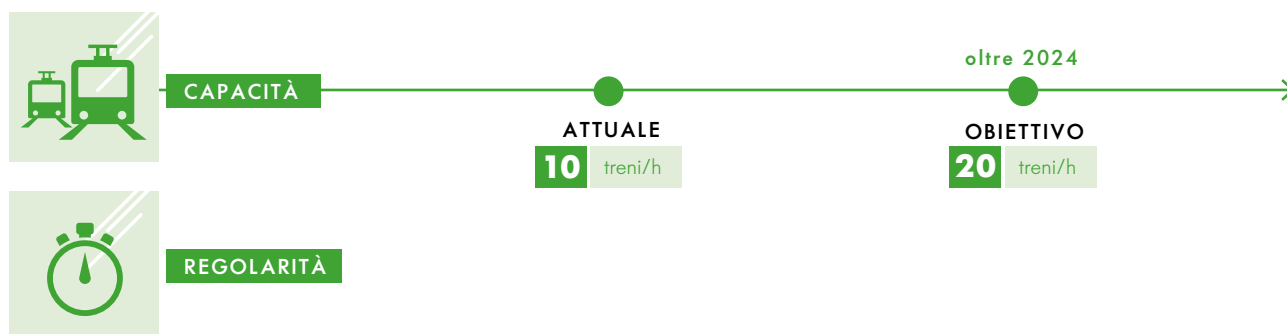 CAPACITÀ
oltre 2024
ATTUALE
OBIETTIVO
10 treni/h
20 treni/h
REGOLARITÀ